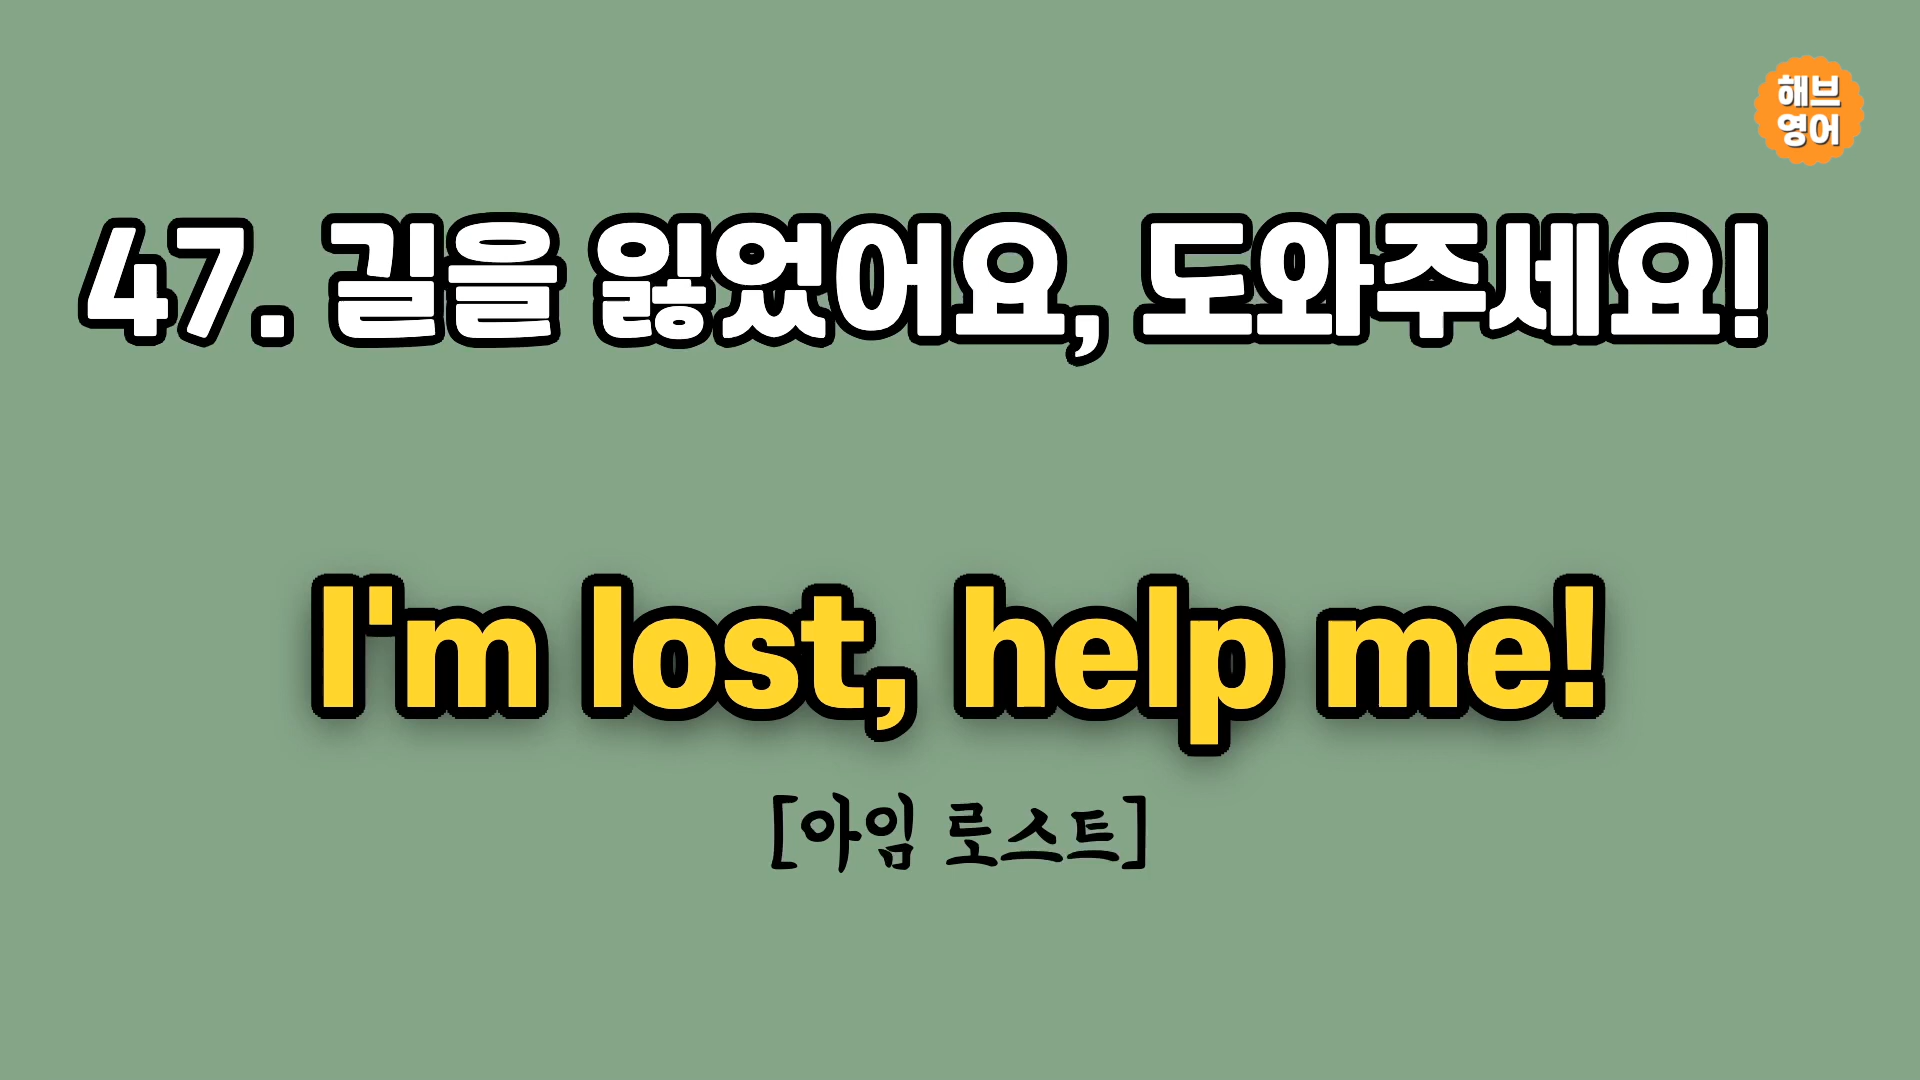 해브
영어
47. 길을 잃었어요, 도와주세요!
I'm lost, help me!
[아임 로스트]